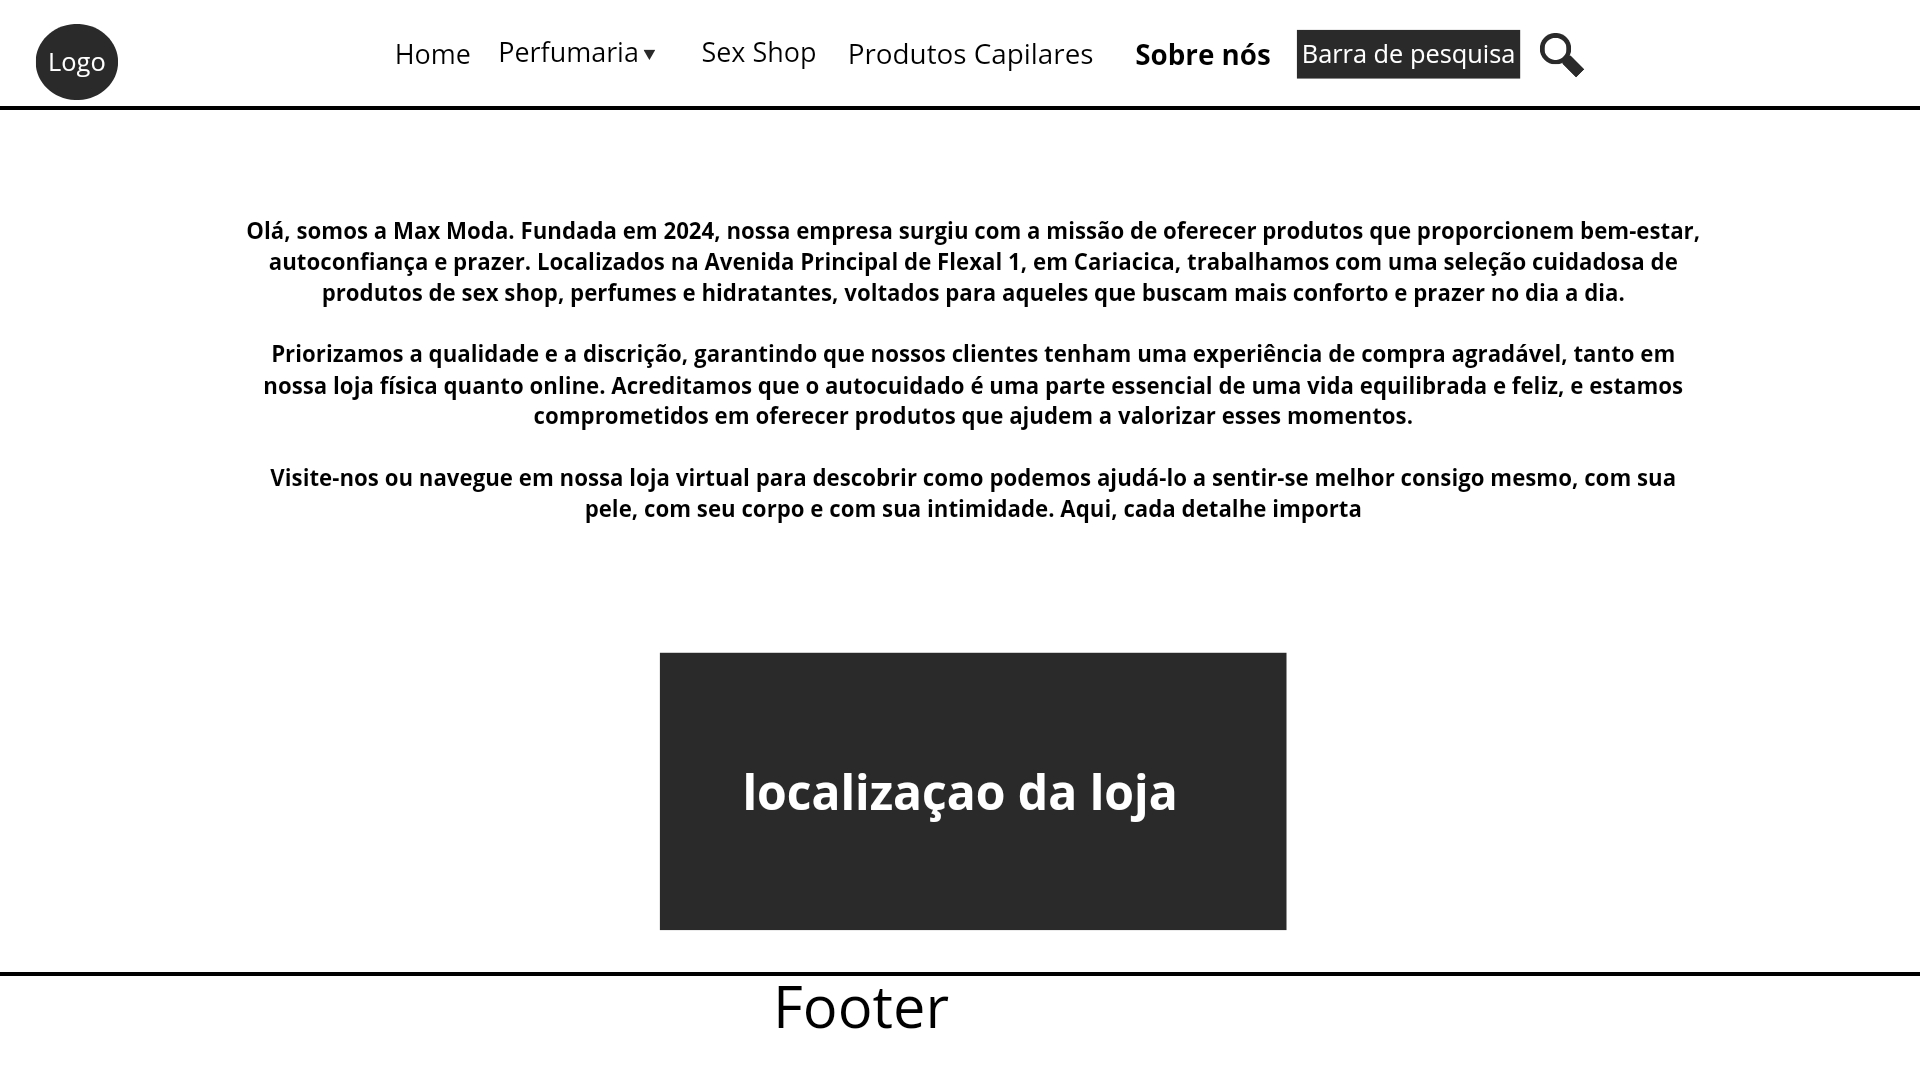 Logo
Home Perfumaria▼ Sex Shop Produtos Capilares Sobre nós Barra de pesquisa
Olá, somos a Max Moda. Fundada em 2024, nossa empresa surgiu com a missão de oferecer produtos que proporcionem bem-estar,
autoconfiança e prazer. Localizados na Avenida Principal de Flexal 1, em Cariacica, trabalhamos com uma seleção cuidadosa de
produtos de sex shop, perfumes e hidratantes, voltados para aqueles que buscam mais conforto e prazer no dia a dia.
Priorizamos a qualidade e a discrição, garantindo que nossos clientes tenham uma experiência de compra agradável, tanto em
nossa loja física quanto online. Acreditamos que o autocuidado é uma parte essencial de uma vida equilibrada e feliz, e estamos
comprometidos em oferecer produtos que ajudem a valorizar esses momentos.
Visite-nos ou navegue em nossa loja virtual para descobrir como podemos ajudá-lo a sentir-se melhor consigo mesmo, com sua
pele, com seu corpo e com sua intimidade. Aqui, cada detalhe importa
localizaçao da loja
Footer